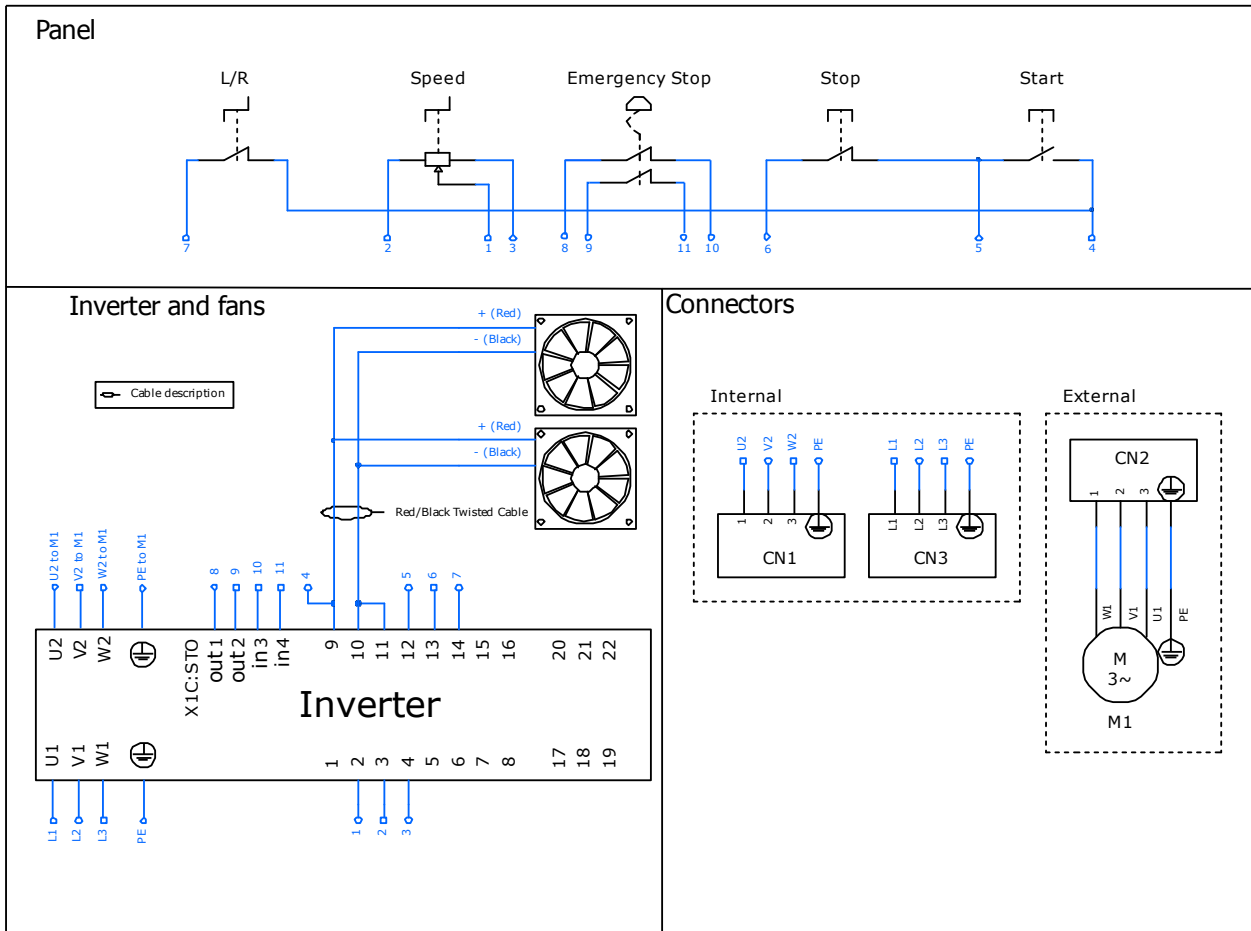 Panel
L/R
Speed
Emergency Stop
Stop
Start
7
2
1
3
8
9
11
10
6
5
4
Inverter and fans
+ (Red)
- (Black)
Cable description
+ (Red)
- (Black)
Red/Black Twisted Cable
U2 to M1
V2 to M1
W2 to M1
PE to M1
8
9
10
11
4
5
6
7
U2
V2
W2
X1C:STO
out1
out2
in3
in4
9
10
11
12
13
14
15
16
20
21
22
Inverter
U1
V1
W1
1
2
3
4
5
6
7
8
17
18
19
L1
L2
L3
PE
1
2
3
Connectors
Internal
U2
V2
W2
PE
1
2
3
CN1
L1
L2
L3
PE
L1
L2
L3
CN3
External
CN2
1
2
3
W1
V1
U1
PE
M
3~
M1